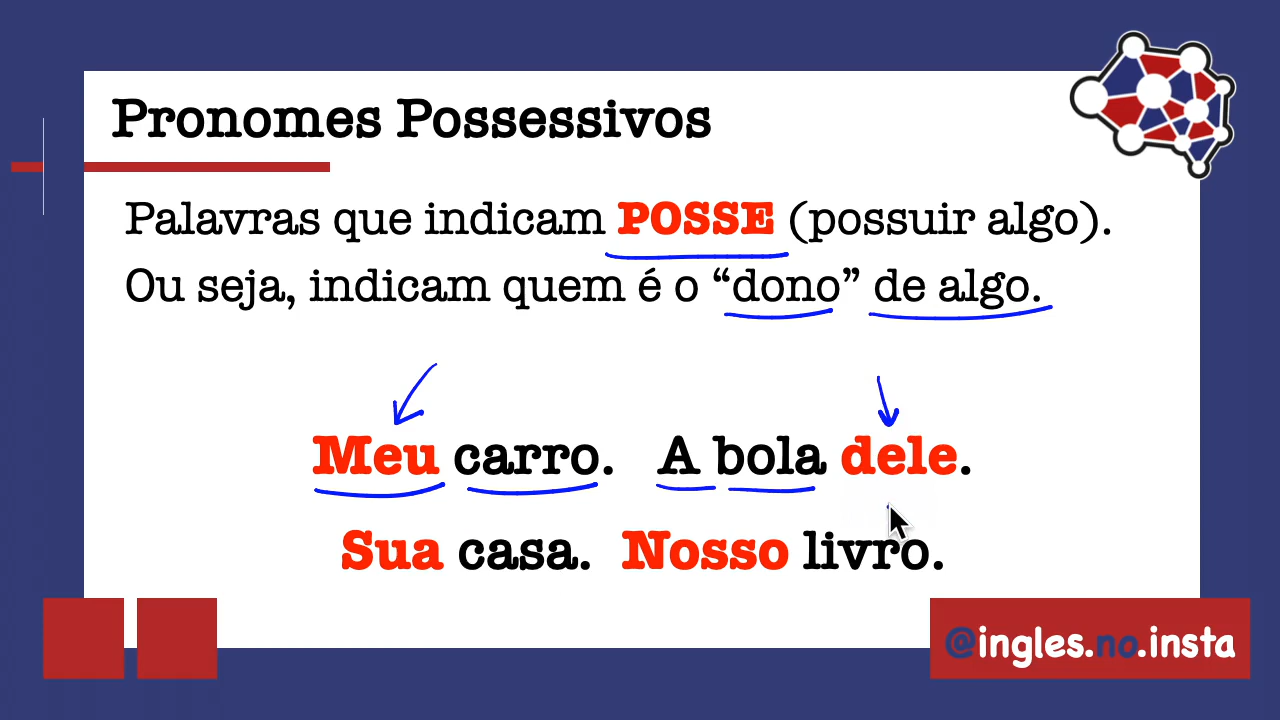 Pronomes Possessivos
Palavras que indicam POSSE (possuir algo).
Ou seja, indicam quem é o “dono” de algo.
Meu carro. A bola dele.
Sua casa. Nosso livro.
@ingles.no.insta